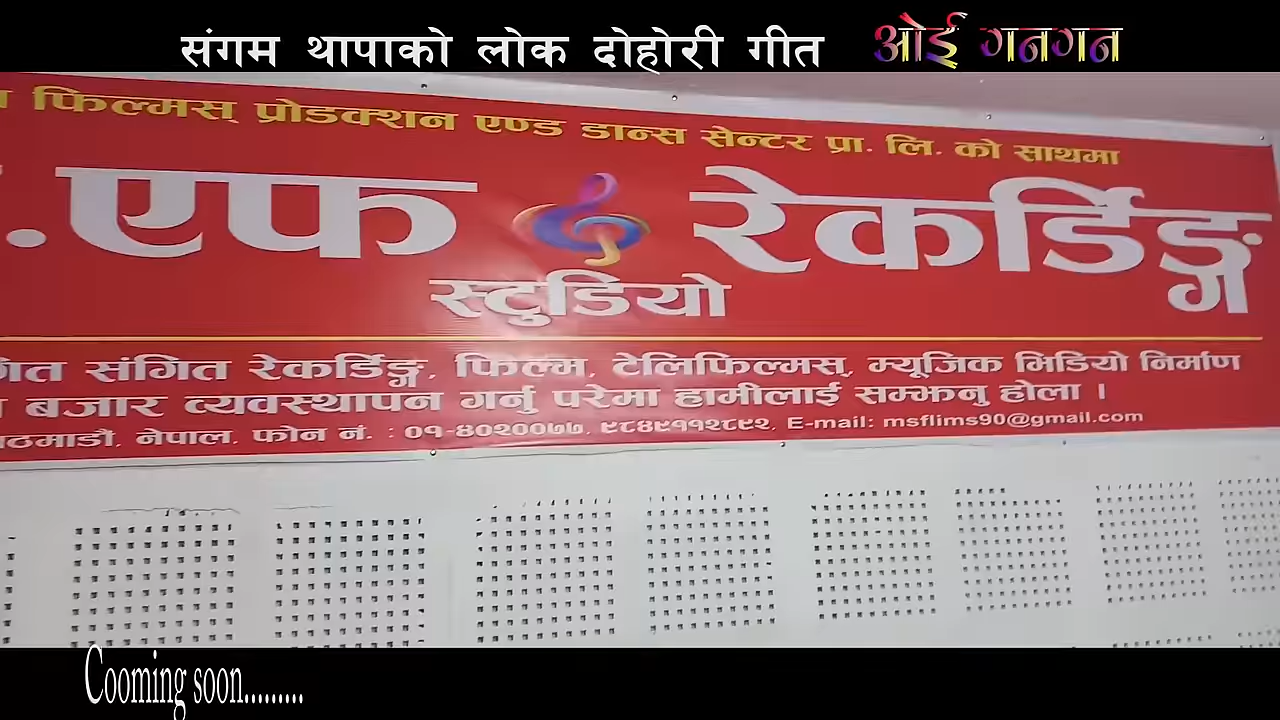 संगम थापाको लोक दोहोरी गीत ओई गनगन
फिल्मस् प्रोडक्शन एण्ड डान्स सेन्टर प्रा. लि. को साथमा
.एफ रेकर्डिङ्ग
स्टुडियो
संगित रेकर्डिङ्ग, फिल्म, टेलिफिल्मस्, म्यूजिक भिडियो निर्माण
बजार व्यवस्थापन गर्नु परेमा हामीलाई सम्झनु होला ।
नेपाल, फोन नं. : ०१-४०२००७७, ९८४९११२८९२, E-mail: msflims90@gmail.com
Cooming soon.........